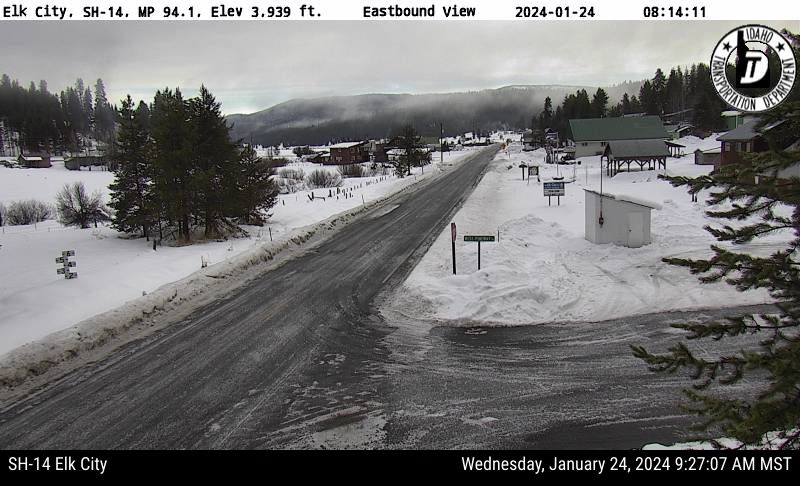 Elk City, SH-14, MP 94.1, Elev 3,939 ft. Eastbound View 2024-01-24 08:14:11
IDAHO
TRANSPORTATION DEPARTMENT
SH-14 Elk City
Wednesday, January 24, 2024 9:27:07 AM MST